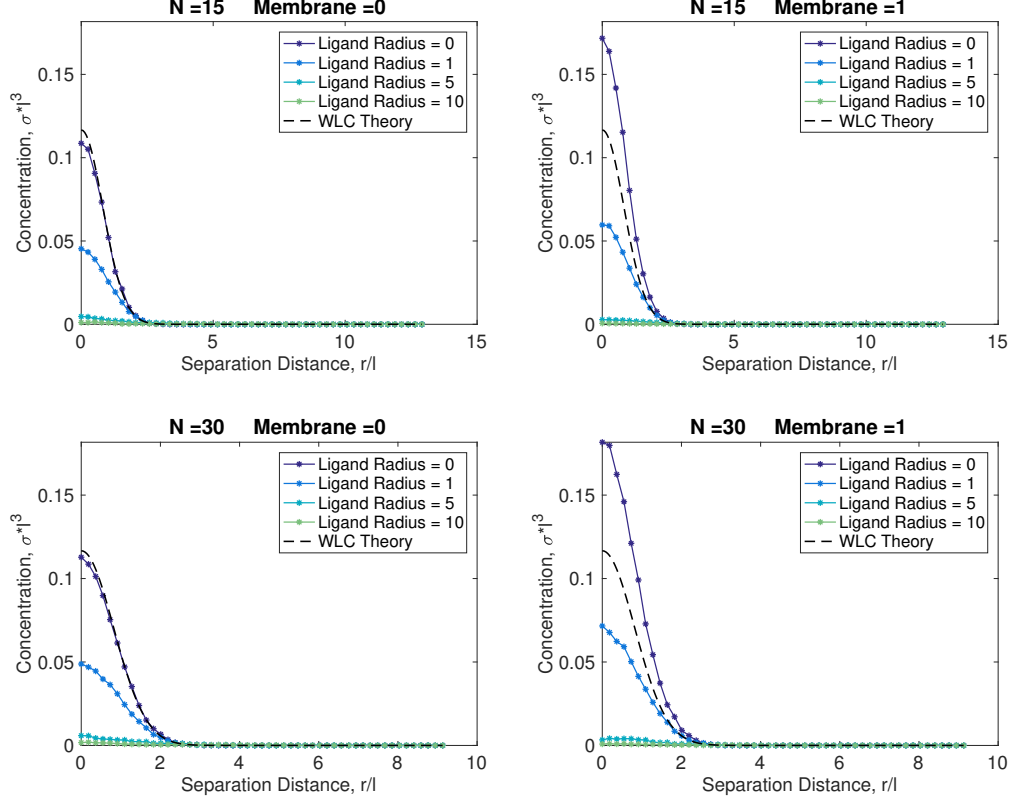 N =15 Membrane =0
Concentration, σ*l³
0.15
0.1
0.05
0
Ligand Radius = 0
Ligand Radius = 1
Ligand Radius = 5
Ligand Radius = 10
WLC Theory
0 5 10 15
Separation Distance, r/l
N =15 Membrane =1
Concentration, σ*l³
0.15
0.1
0.05
0
Ligand Radius = 0
Ligand Radius = 1
Ligand Radius = 5
Ligand Radius = 10
WLC Theory
0 5 10 15
Separation Distance, r/l
N =30 Membrane =0
Concentration, σ*l³
0.15
0.1
0.05
0
Ligand Radius = 0
Ligand Radius = 1
Ligand Radius = 5
Ligand Radius = 10
WLC Theory
0 2 4 6 8 10
Separation Distance, r/l
N =30 Membrane =1
Concentration, σ*l³
0.15
0.1
0.05
0
Ligand Radius = 0
Ligand Radius = 1
Ligand Radius = 5
Ligand Radius = 10
WLC Theory
0 2 4 6 8 10
Separation Distance, r/l